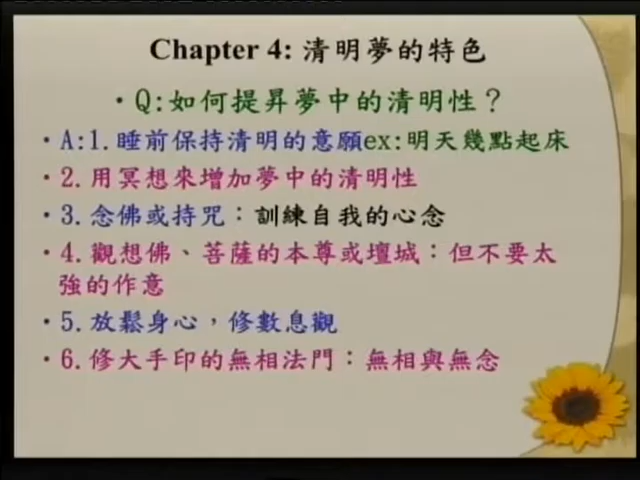 Chapter 4: 清明夢的特色
•Q:如何提昇夢中的清明性？
•A:1.睡前保持清明的意願ex:明天幾點起床
•2.用冥想來增加夢中的清明性
•3.念佛或持咒：訓練自我的心念
•4.觀想佛、菩薩的本尊或壇城：但不要太
強的作意
•5.放鬆身心，修數息觀
•6.修大手印的無相法門：無相與無念